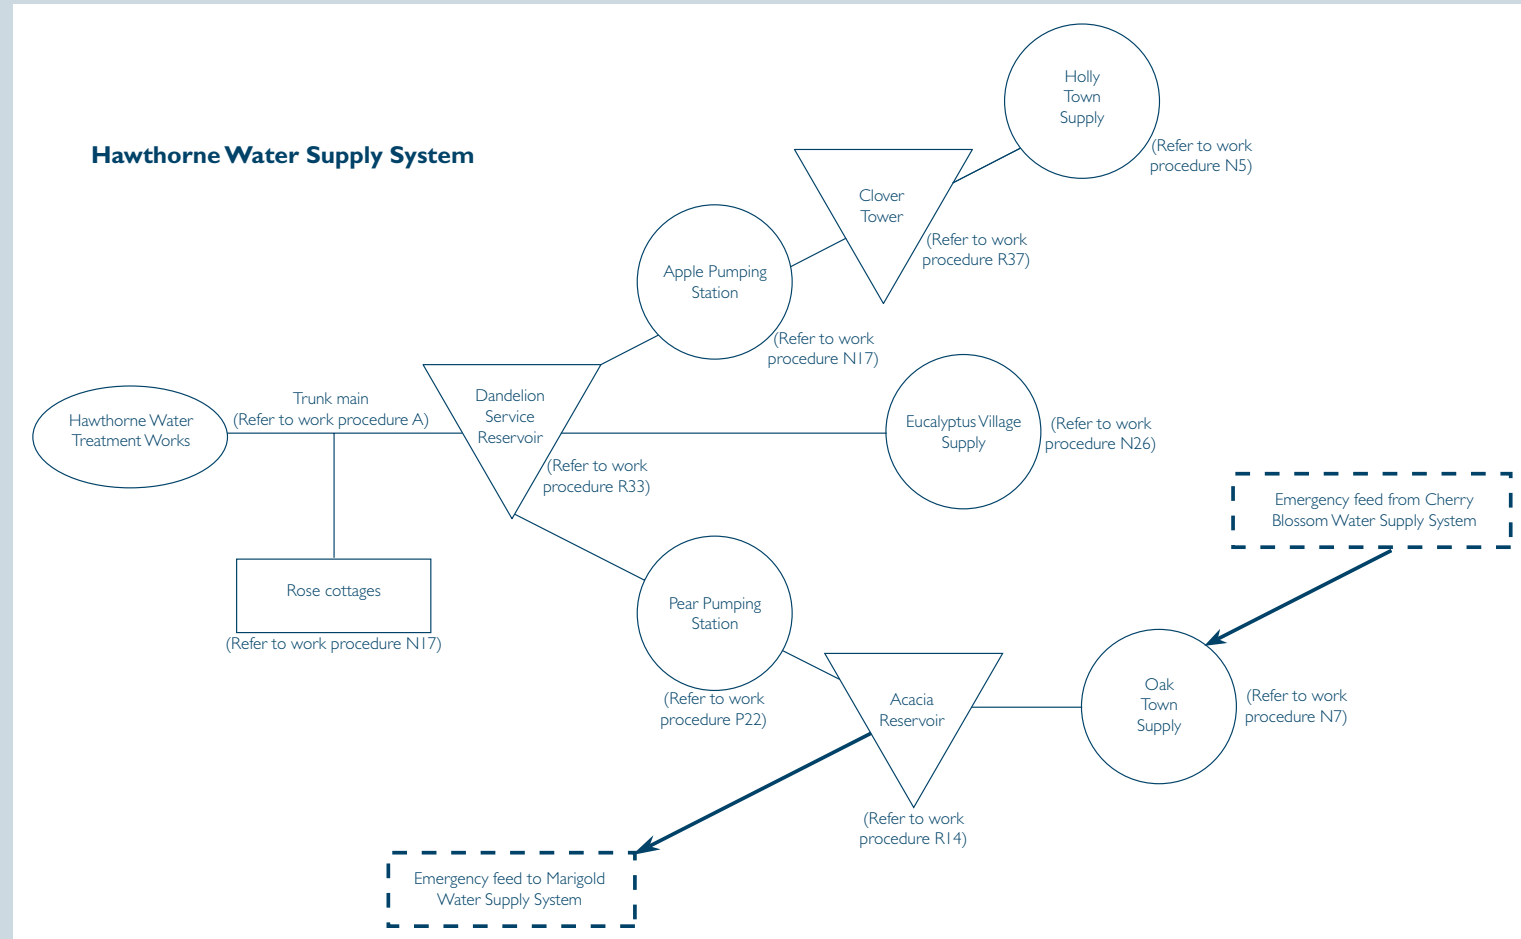 Hawthorne Water Supply System
Holly
Town
Supply
(Refer to work
procedure N5)
Clover
Tower
(Refer to work
procedure R37)
Apple Pumping
Station
(Refer to work
procedure N17)
Trunk main
(Refer to work procedure A)
Hawthorne Water
Treatment Works
Dandelion
Service
Reservoir
(Refer to work
procedure R33)
Eucalyptus Village
Supply
(Refer to work
procedure N26)
Emergency feed from Cherry
Blossom Water Supply System
Rose cottages
(Refer to work procedure N17)
Pear Pumping
Station
(Refer to work
procedure P22)
Acacia
Reservoir
(Refer to work
procedure R14)
Oak
Town
Supply
(Refer to work
procedure N7)
Emergency feed to Marigold
Water Supply System